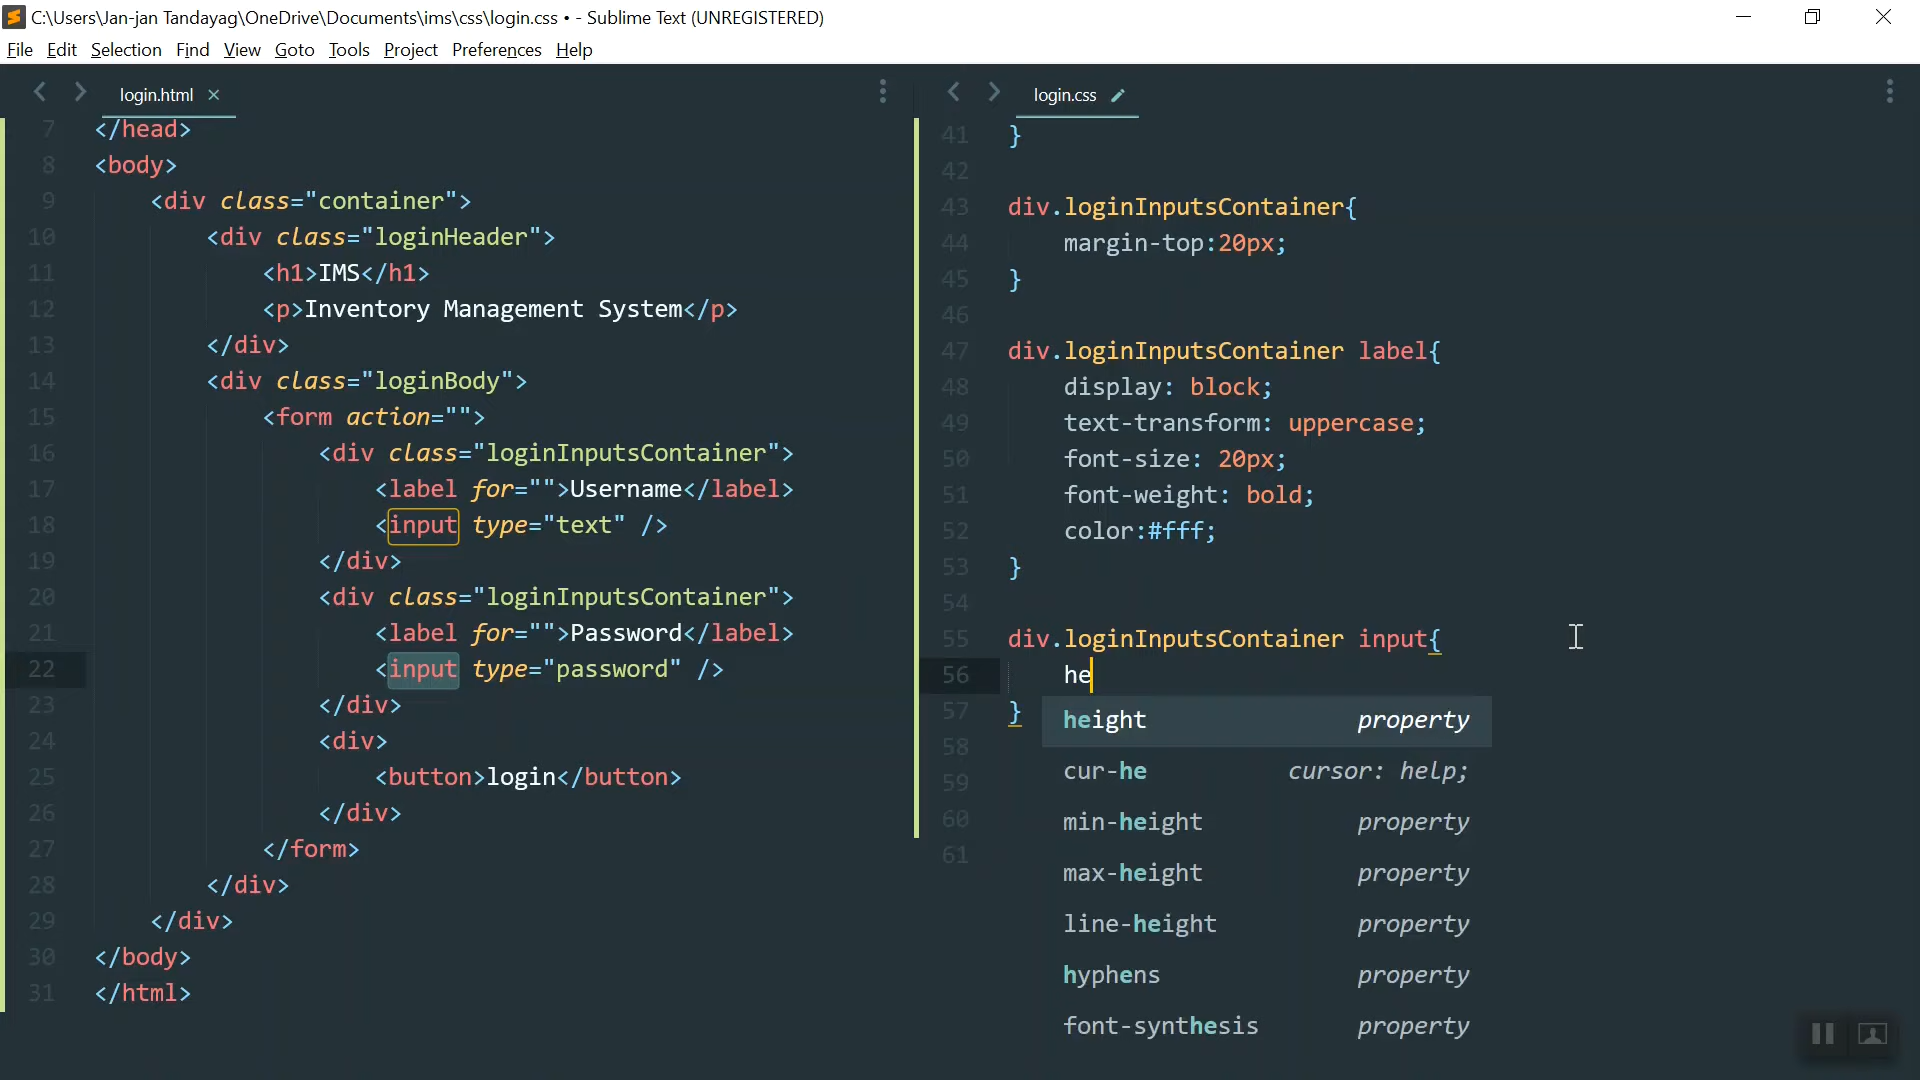 C:\Users\Jan-jan Tandayag\OneDrive\Documents\ims\css\login.css • - Sublime Text (UNREGISTERED)
File Edit Selection Find View Goto Tools Project Preferences Help
login.html ×
7 </head>
8 <body>
9 <div class="container">
10 <div class="loginHeader">
11 <h1>IMS</h1>
12 <p>Inventory Management System</p>
13 </div>
14 <div class="loginBody">
15 <form action="">
16 <div class="loginInputsContainer">
17 <label for="">Username</label>
18 <input type="text" />
19 </div>
20 <div class="loginInputsContainer">
21 <label for="">Password</label>
22 <input type="password" />
23 </div>
24 <div>
25 <button>login</button>
26 </div>
27 </form>
28 </div>
29 </div>
30 </body>
31 </html>
login.css
41 }
42
43 div.loginInputsContainer{
44 margin-top:20px;
45 }
46
47 div.loginInputsContainer label{
48 display: block;
49 text-transform: uppercase;
50 font-size: 20px;
51 font-weight: bold;
52 color:#fff;
53 }
54
55 div.loginInputsContainer input{
56 he
57 }
58
59
60
61
height property
cur-he cursor: help;
min-height property
max-height property
line-height property
hyphens property
font-synthesis property